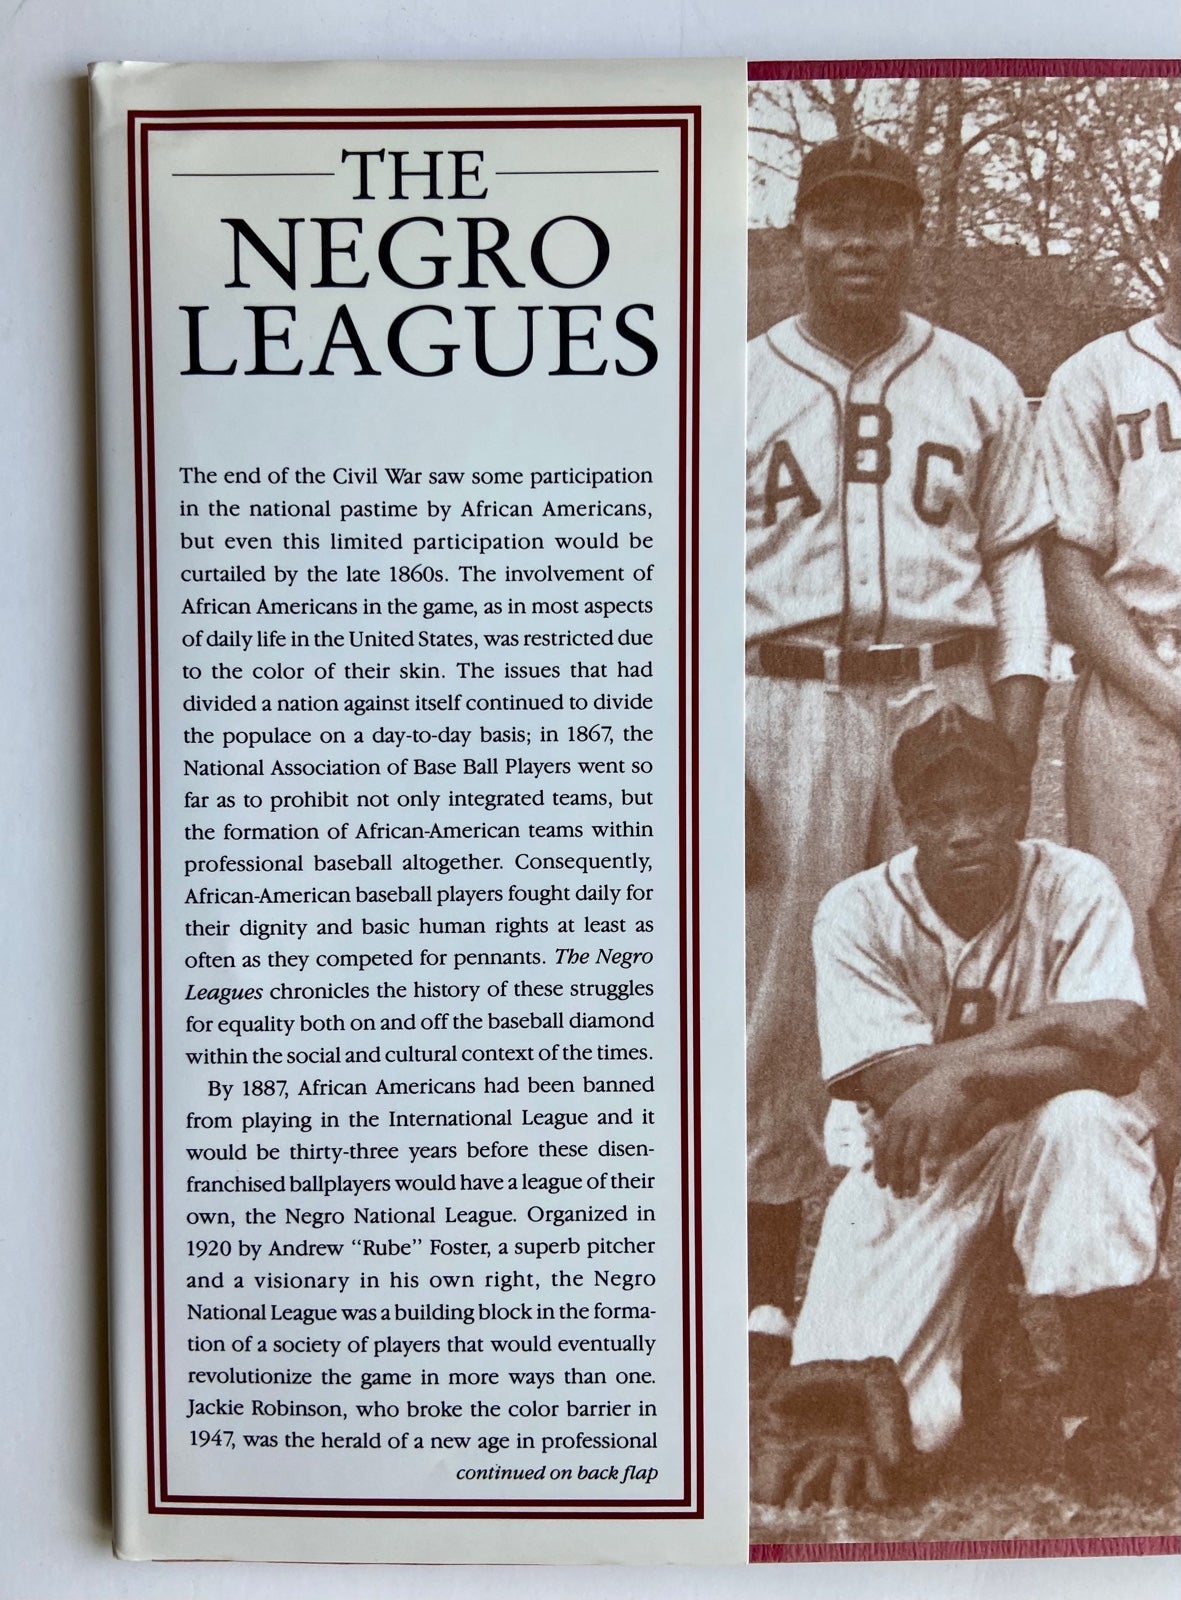 THE
NEGRO
LEAGUES
The end of the Civil War saw some participation
in the national pastime by African Americans,
but even this limited participation would be
curtailed by the late 1860s. The involvement of
African Americans in the game, as in most aspects
of daily life in the United States, was restricted due
to the color of their skin. The issues that had
divided a nation against itself continued to divide
the populace on a day-to-day basis; in 1867, the
National Association of Base Ball Players went so
far as to prohibit not only integrated teams, but
the formation of African-American teams within
professional baseball altogether. Consequently,
African-American baseball players fought daily for
their dignity and basic human rights at least as
often as they competed for pennants. The Negro
Leagues chronicles the history of these struggles
for equality both on and off the baseball diamond
within the social and cultural context of the times.
By 1887, African Americans had been banned
from playing in the International League and it
would be thirty-three years before these disen-
franchised ballplayers would have a league of their
own, the Negro National League. Organized in
1920 by Andrew “Rube” Foster, a superb pitcher
and a visionary in his own right, the Negro
National League was a building block in the forma-
tion of a society of players that would eventually
revolutionize the game in more ways than one.
Jackie Robinson, who broke the color barrier in
1947, was the herald of a new age in professional
continued on back flap
A
ABC
TL
A
B